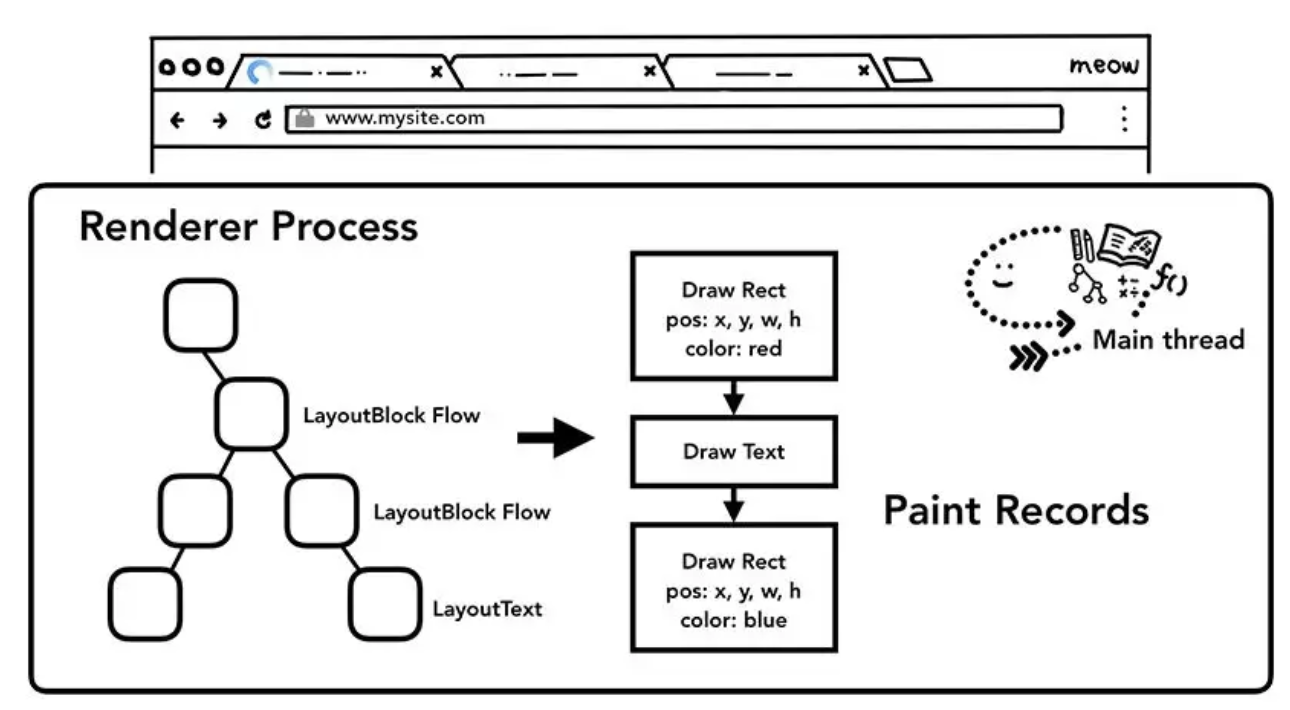 meow
www.mysite.com
Renderer Process
LayoutBlock Flow
LayoutBlock Flow
LayoutText
Draw Rect
pos: x, y, w, h
color: red
Draw Text
Draw Rect
pos: x, y, w, h
color: blue
+-
×÷
f()
Main thread
Paint Records